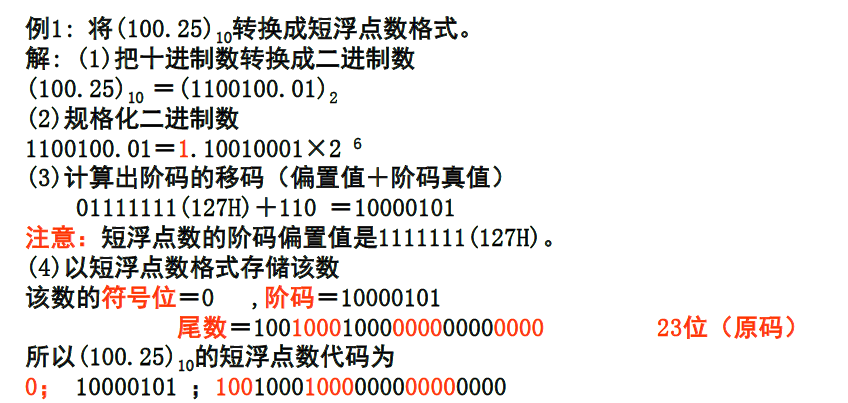 例1: 将(100.25)10转换成短浮点数格式。
解: (1)把十进制数转换成二进制数
(100.25)10 ＝(1100100.01)2
(2)规格化二进制数
1100100.01＝1.10010001×2 6
(3)计算出阶码的移码（偏置值＋阶码真值）
01111111(127H)＋110 ＝10000101
注意: 短浮点数的阶码偏置值是1111111(127H)。
(4)以短浮点数格式存储该数
该数的符号位＝0 ,阶码＝10000101
尾数＝10010001000000000000000 23位（原码）
所以(100.25)10的短浮点数代码为
0; 10000101 ;10010001000000000000000